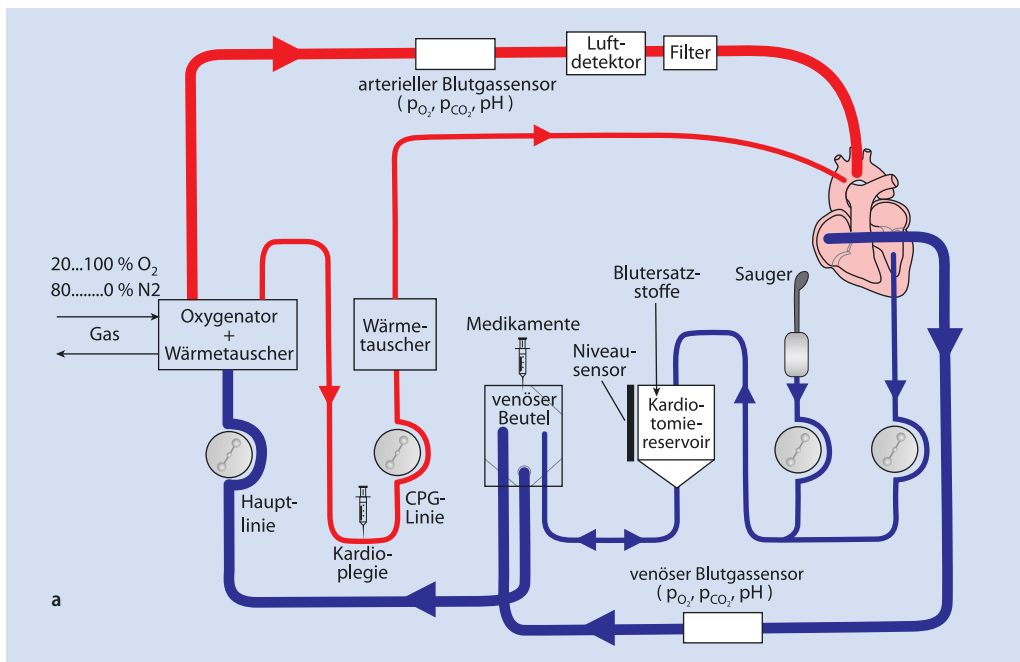 Luft-
detektor
Filter
arterieller Blutgassensor
( pO₂, pCO₂, pH )
20...100 % O₂
80........0 % N2
Gas
Oxygenator
+
Wärmetauscher
Wärme-
tauscher
Medikamente
venöser
Beutel
Blutersatz-
stoffe
Niveau-
sensor
Kardio-
tomie-
reservoir
Sauger
Haupt-
linie
CPG-
Linie
Kardio-
plegie
venöser Blutgassensor
( pO₂, pCO₂, pH )
a